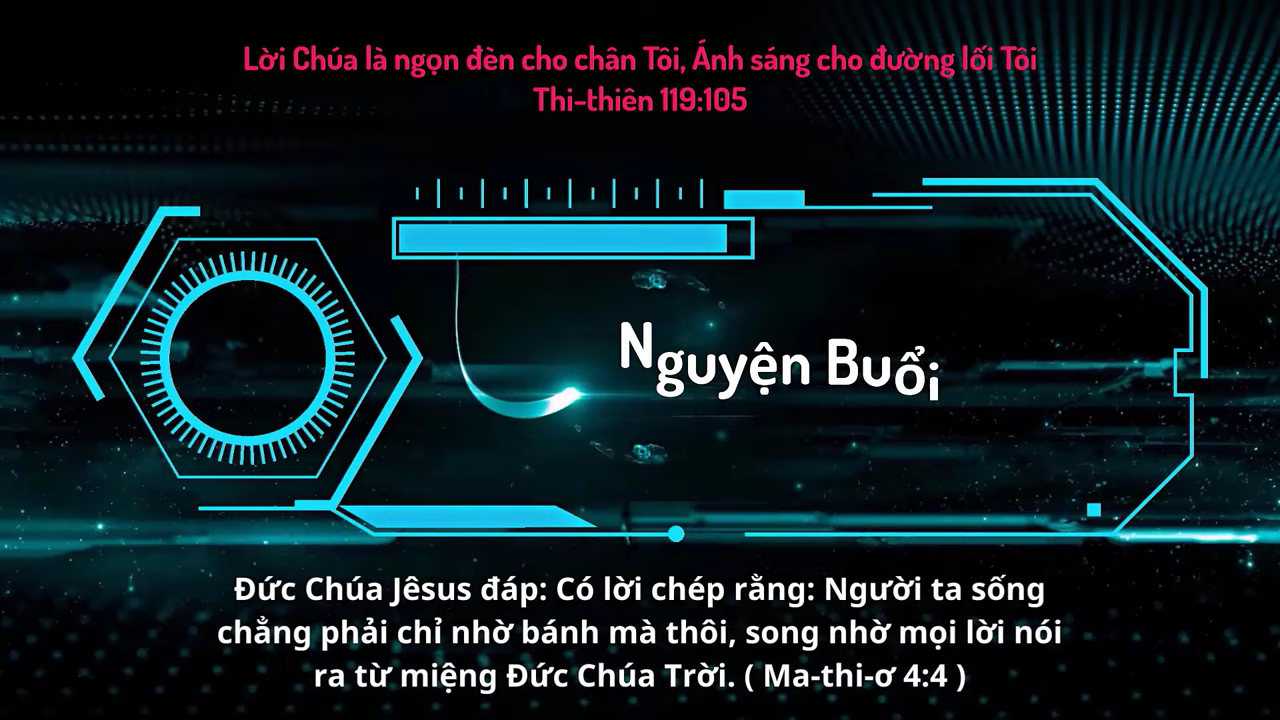 Lời Chúa là ngọn đèn cho chân Tôi, Ánh sáng cho đường lối Tôi
Thi-thiên 119:105
Nguyện Buổi
Đức Chúa Jêsus đáp: Có lời chép rằng: Người ta sống
chẳng phải chỉ nhờ bánh mà thôi, song nhờ mọi lời nói
ra từ miệng Đức Chúa Trời. ( Ma-thi-ơ 4:4 )